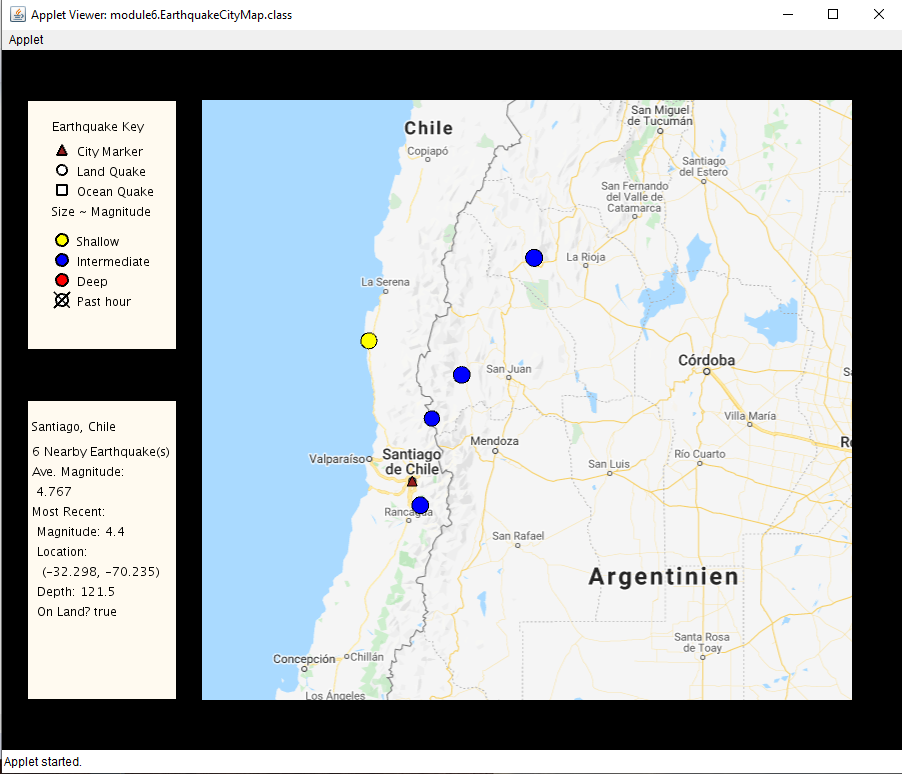 Applet Viewer: module6.EarthquakeCityMap.class
Applet
Earthquake Key
City Marker
Land Quake
Ocean Quake
Size ~ Magnitude
Shallow
Intermediate
Deep
Past hour
Santiago, Chile
6 Nearby Earthquake(s)
Ave. Magnitude:
4.767
Most Recent:
Magnitude: 4.4
Location:
(-32.298, -70.235)
Depth: 121.5
On Land? true
San Miguel
de Tucumán
Chile
Copiapó
Santiago
del Estero
San Fernando
del Valle de
Catamarca
La Rioja
La Serena
Córdoba
San Juan
Villa María
Mendoza
Santiago
de Chile
Valparaíso
Río Cuarto
San Luis
Rancagua
San Rafael
Argentinien
Santa Rosa
de Toay
Concepción
Chillán
Los Ángeles
Applet started.